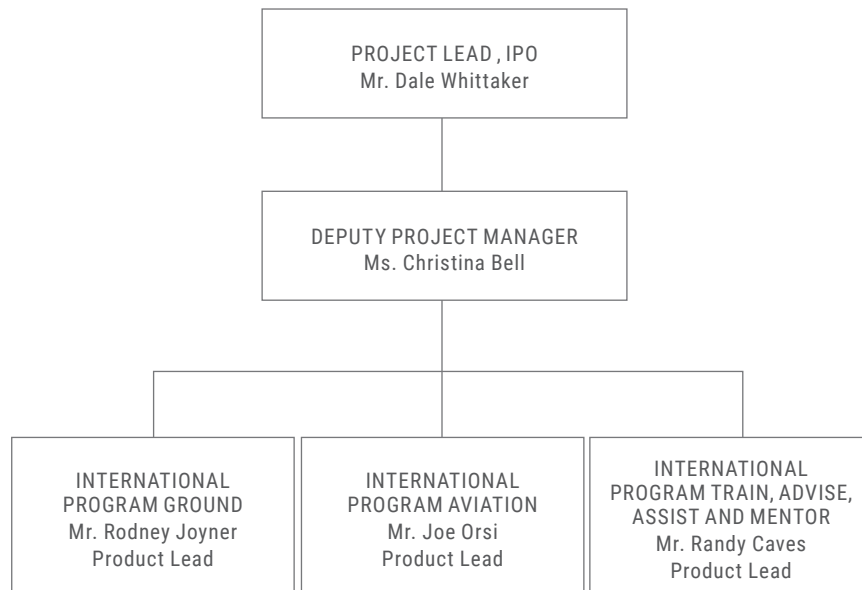 PROJECT LEAD , IPO
Mr. Dale Whittaker
DEPUTY PROJECT MANAGER
Ms. Christina Bell
INTERNATIONAL
PROGRAM GROUND
Mr. Rodney Joyner
Product Lead
INTERNATIONAL
PROGRAM AVIATION
Mr. Joe Orsi
Product Lead
INTERNATIONAL
PROGRAM TRAIN, ADVISE,
ASSIST AND MENTOR
Mr. Randy Caves
Product Lead